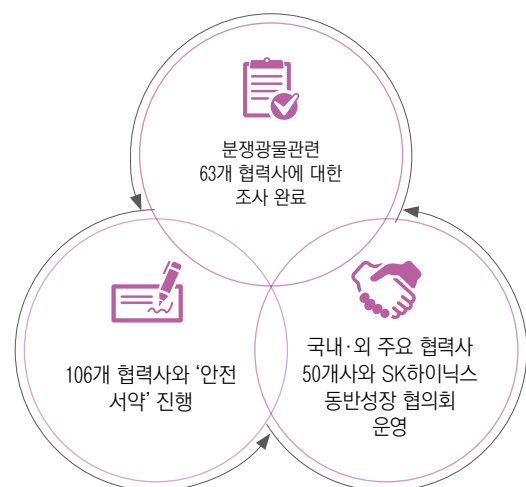 분쟁광물관련
63개 협력사에 대한
조사 완료
106개 협력사와 ‘안전
서약’ 진행
국내·외 주요 협력사
50개사와 SK하이닉스
동반성장 협의회
운영